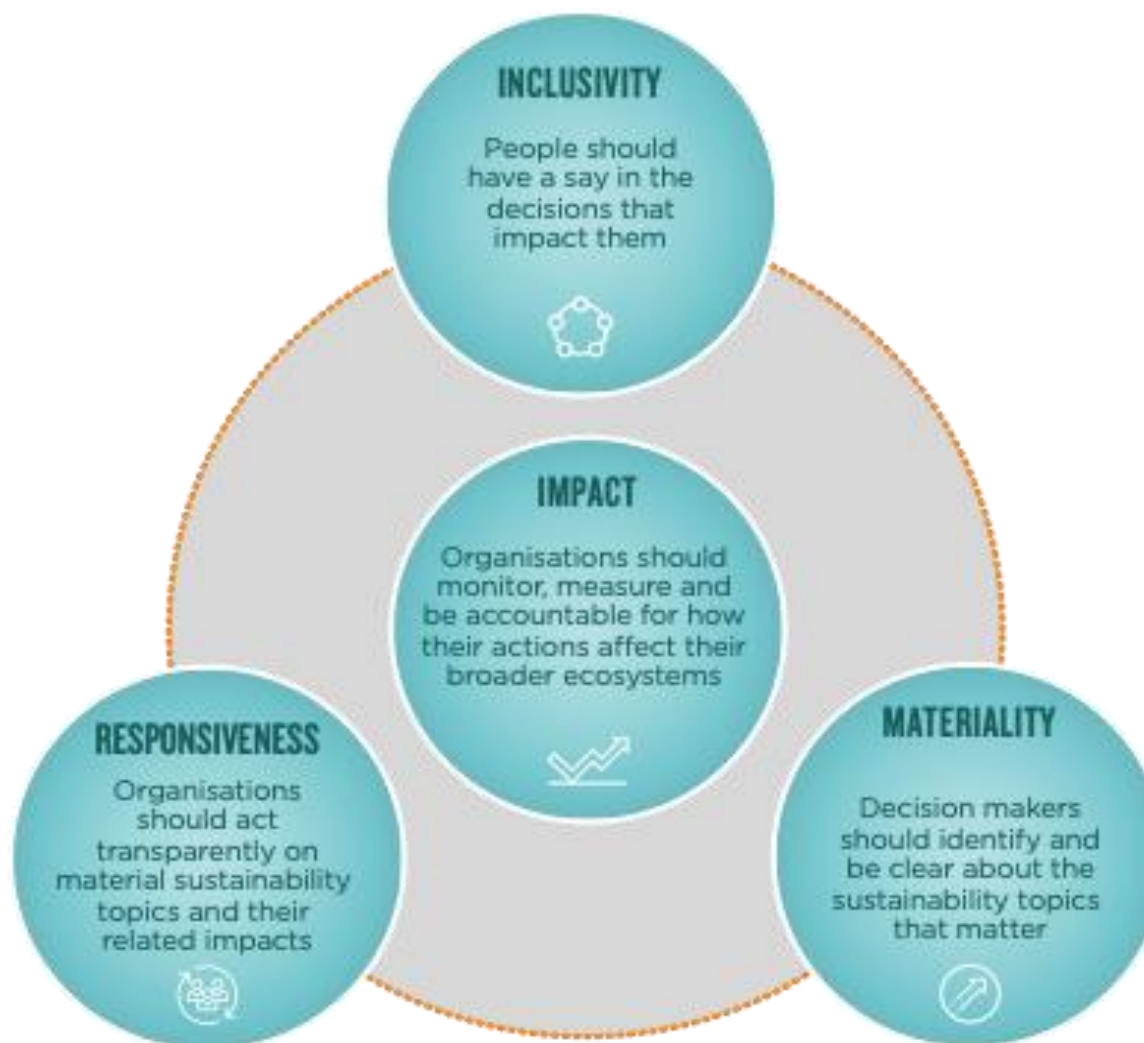 INCLUSIVITY
People should
have a say in the
decisions that
impact them
IMPACT
Organisations should
monitor, measure and
be accountable for how
their actions affect their
broader ecosystems
RESPONSIVENESS
Organisations
should act
transparently on
material sustainability
topics and their
related impacts
MATERIALITY
Decision makers
should identify and
be clear about the
sustainability topics
that matter